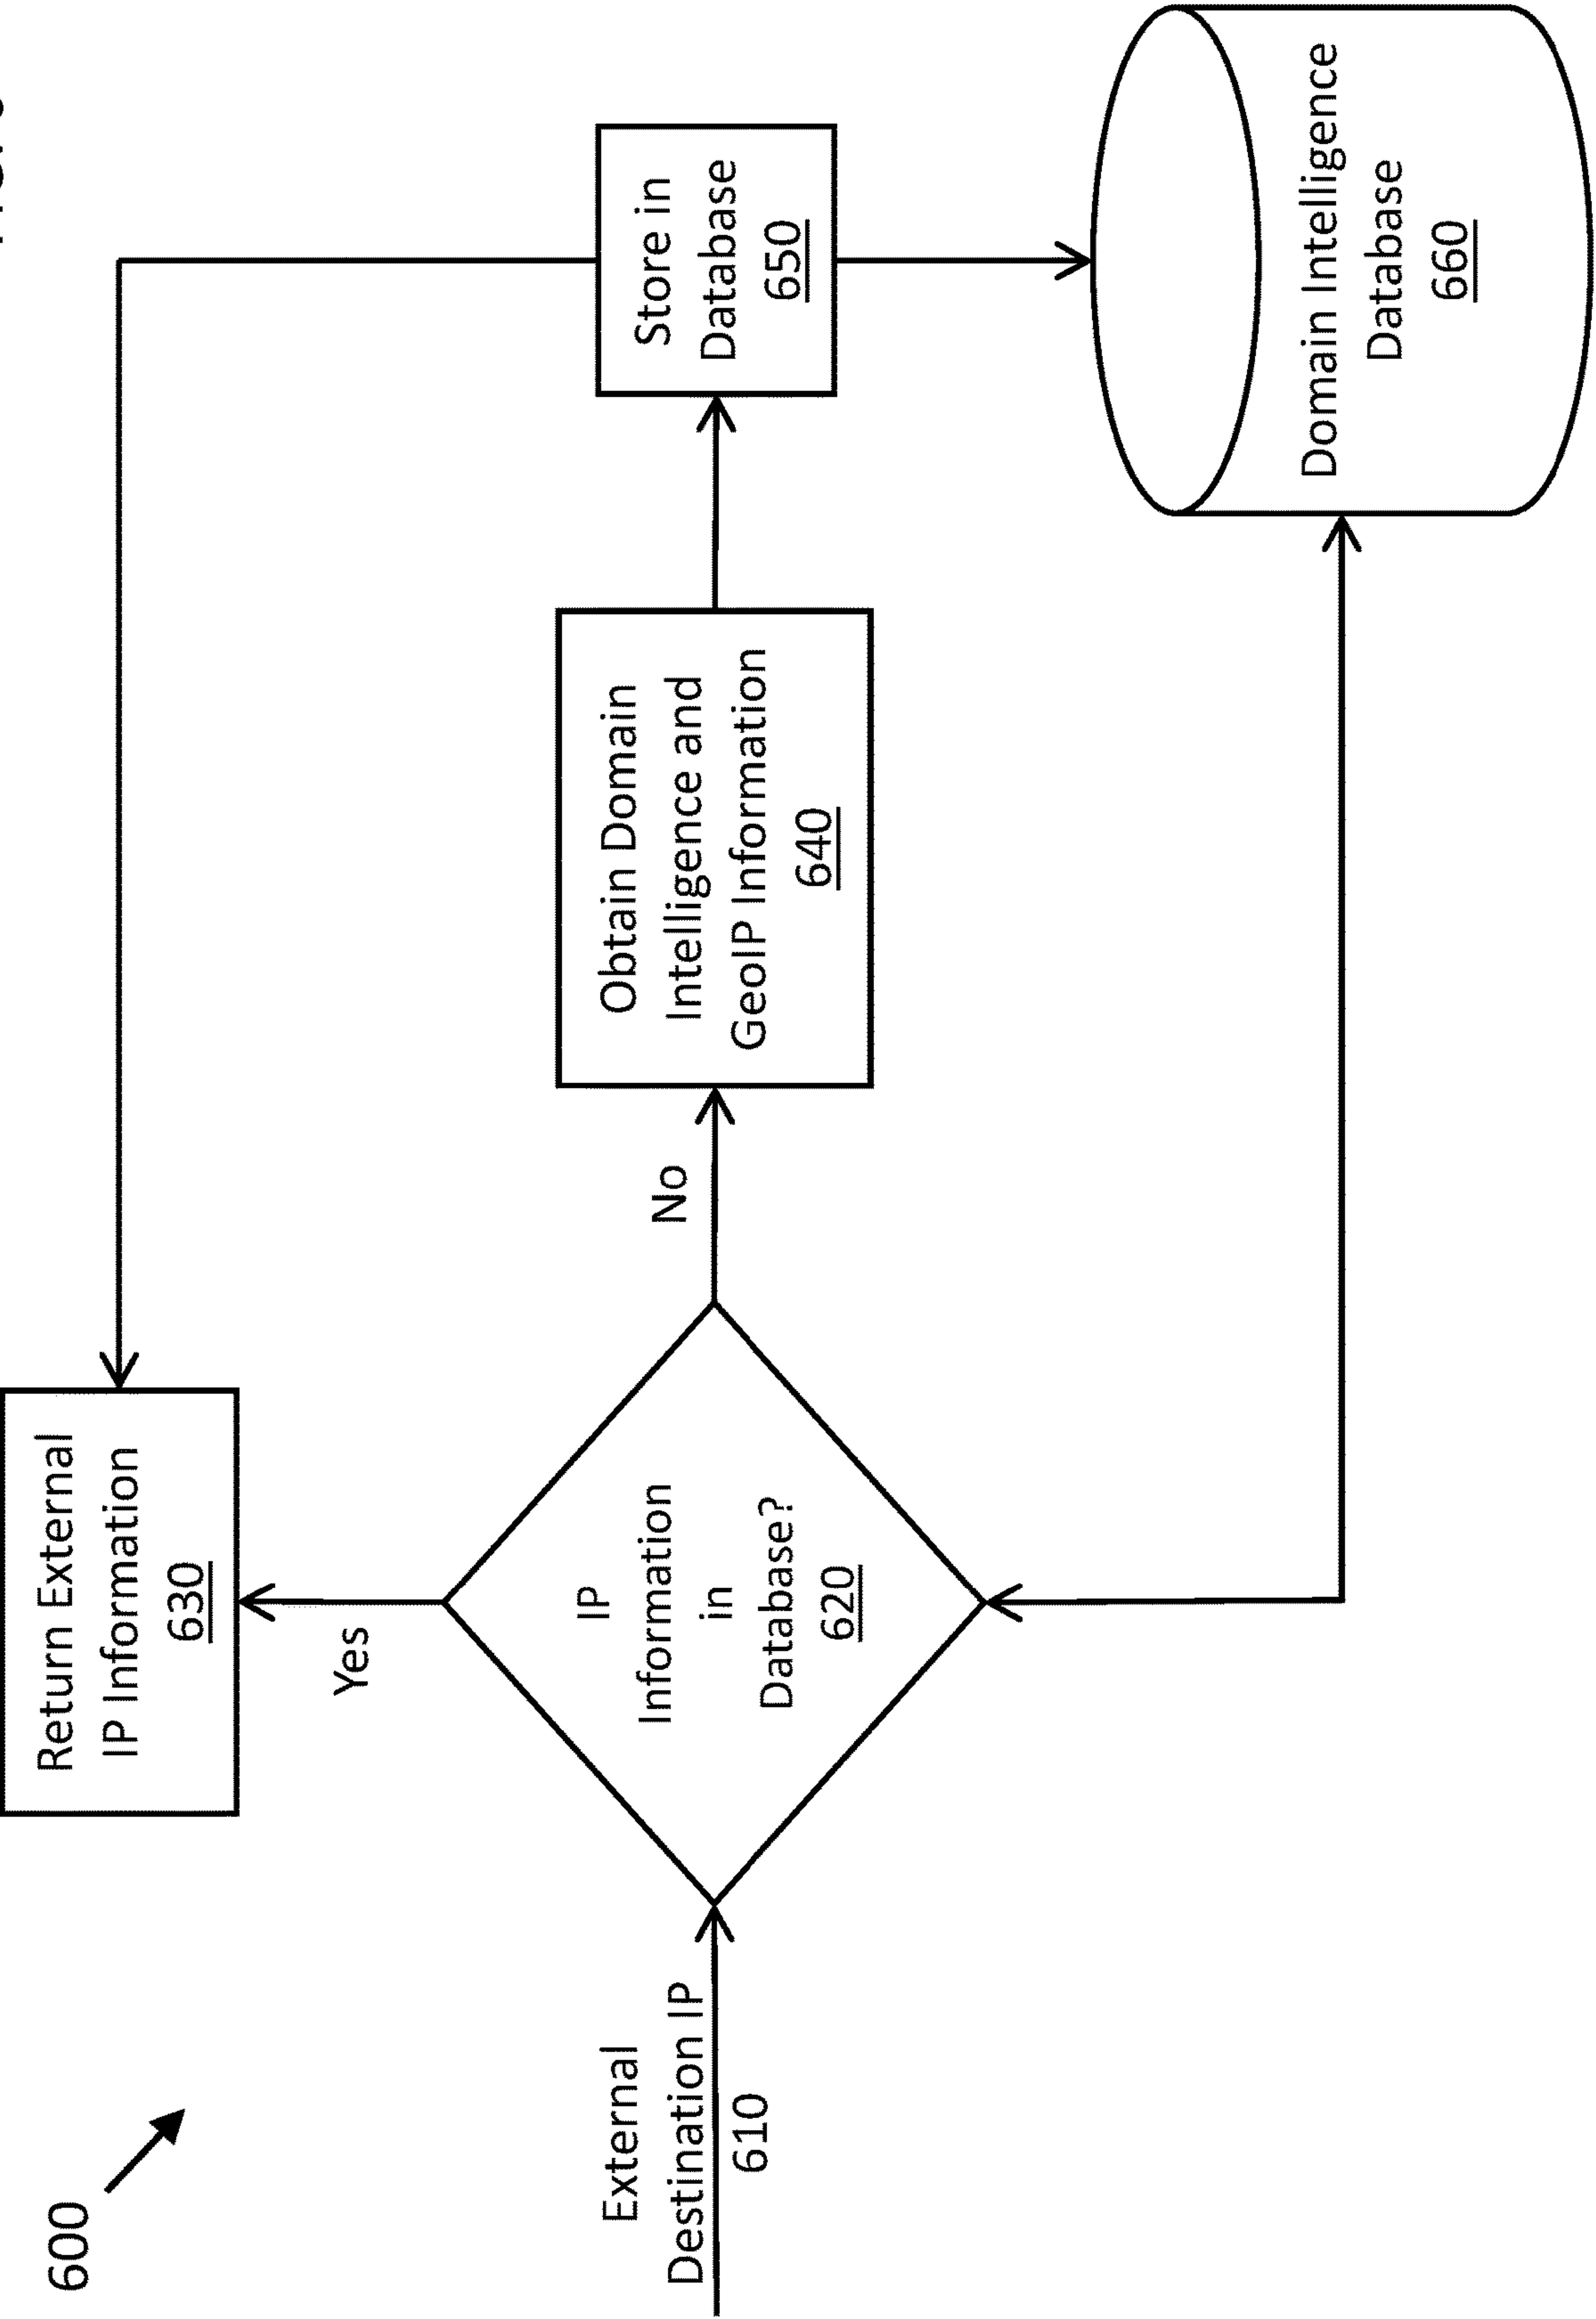 600
Return External
IP Information
630
Yes
External
Destination IP
610
IP
Information
in
Database?
620
No
Obtain Domain
Intelligence and
GeoIP Information
640
Store in
Database
650
Domain Intelligence
Database
660